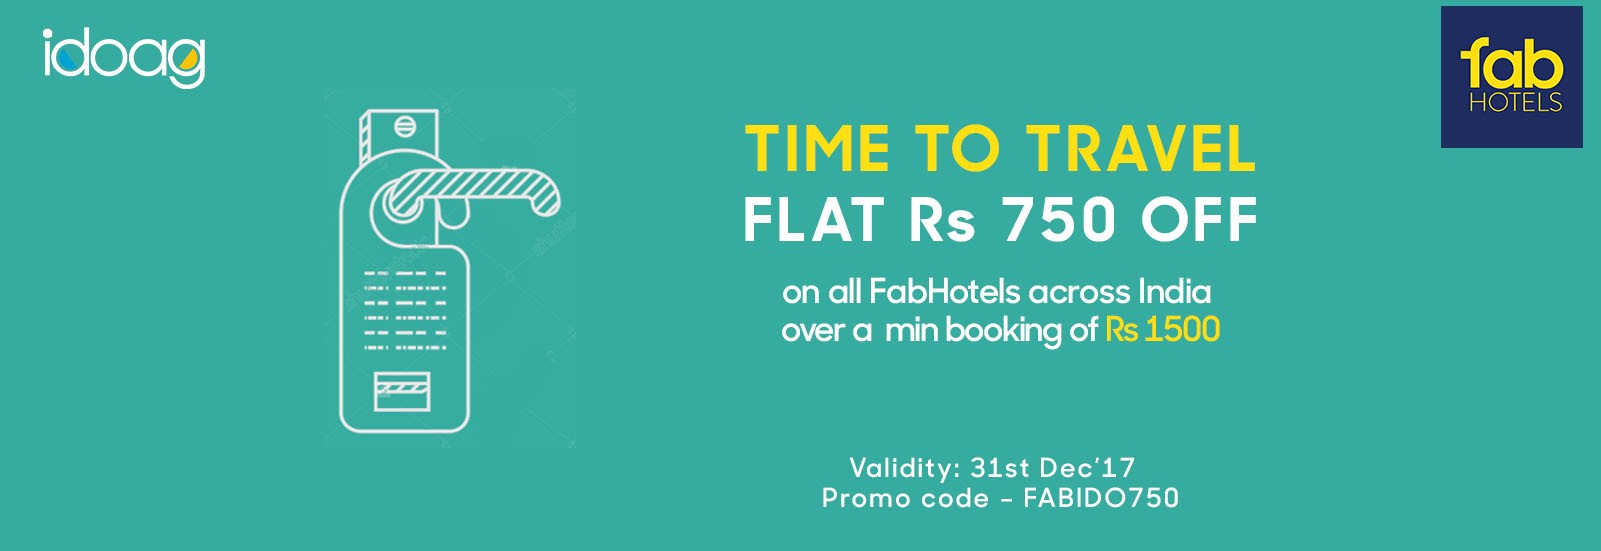 idoag
fab
HOTELS
TIME TO TRAVEL
FLAT Rs 750 OFF
on all FabHotels across India
over a min booking of Rs 1500
Validity: 31st Dec'17
Promo code – FABIDO750